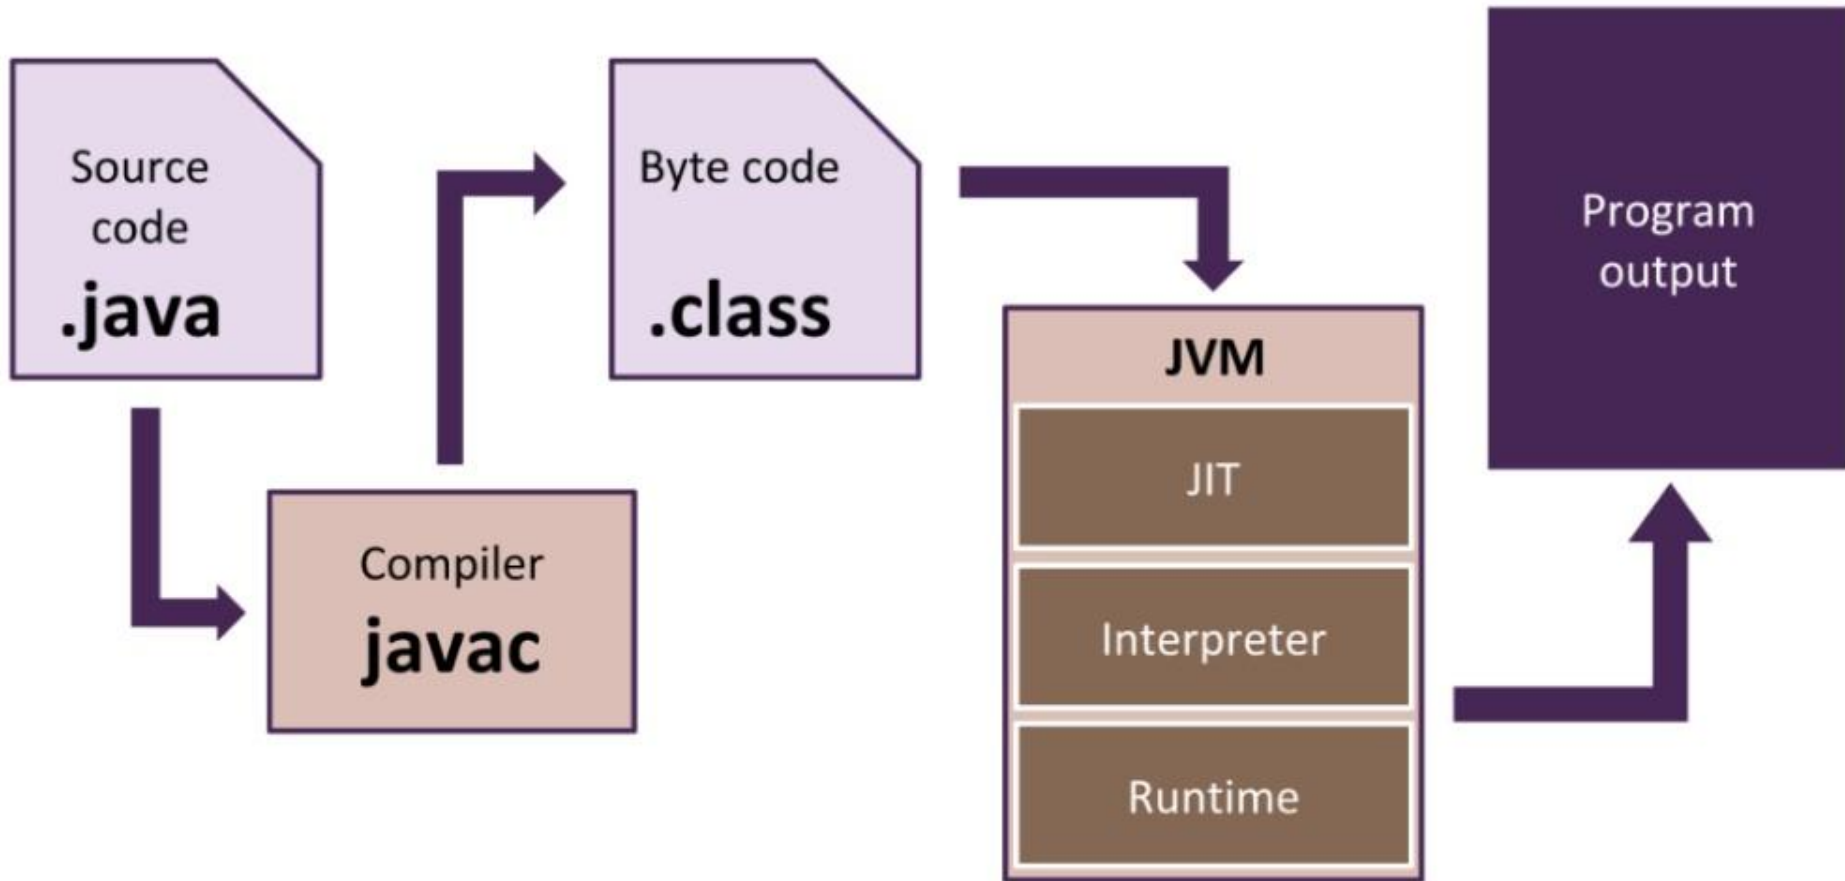 Source
code
.java
Compiler
javac
Byte code
.class
JVM
JIT
Interpreter
Runtime
Program
output